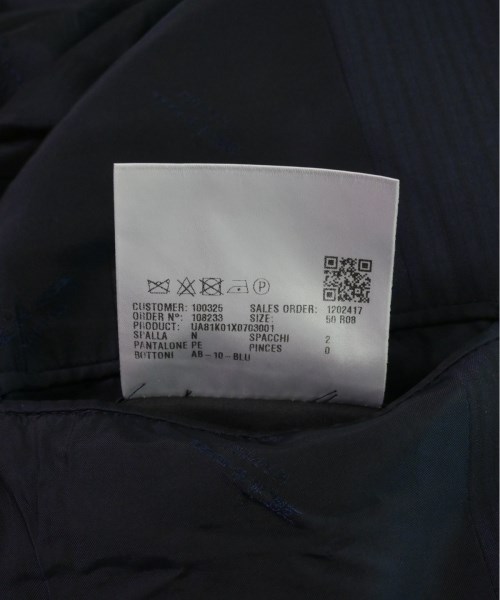 CUSTOMER: 100325 SALES ORDER: 1202417
ORDER Nº: 108233 SIZE: 50 R08
PRODUCT: UA81K01X0703001
SPALLA N SPACCHI 2
PANTALONE PE PINCES 0
BOTTONI AB-10-BLU